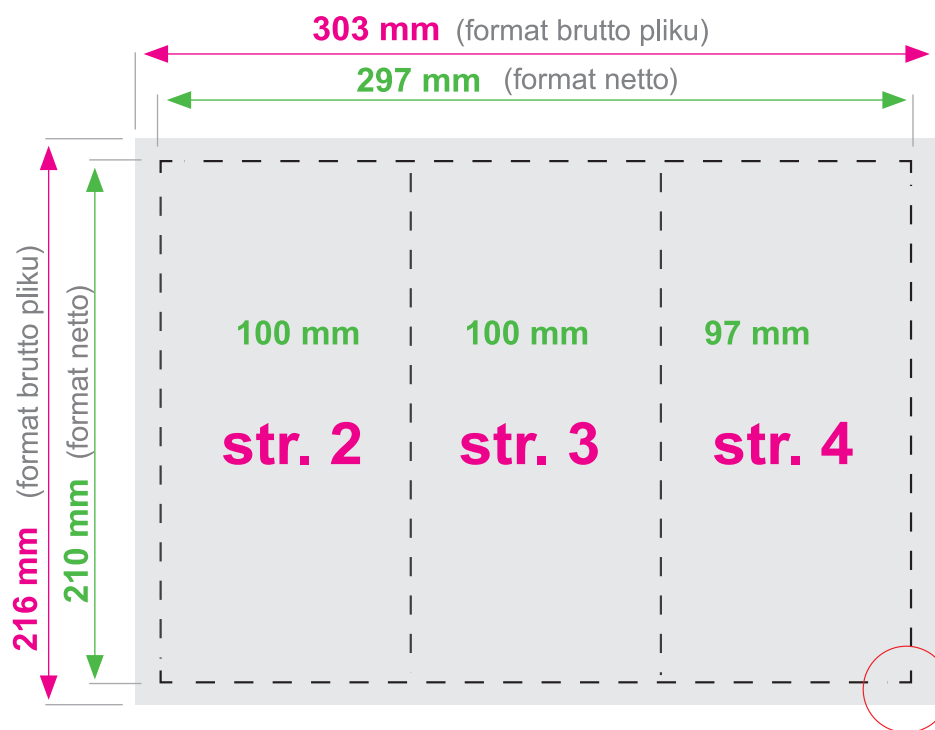 303 mm (format brutto pliku)
297 mm (format netto)
216 mm (format brutto pliku)
210 mm (format netto)
100 mm
100 mm
97 mm
str. 2
str. 3
str. 4